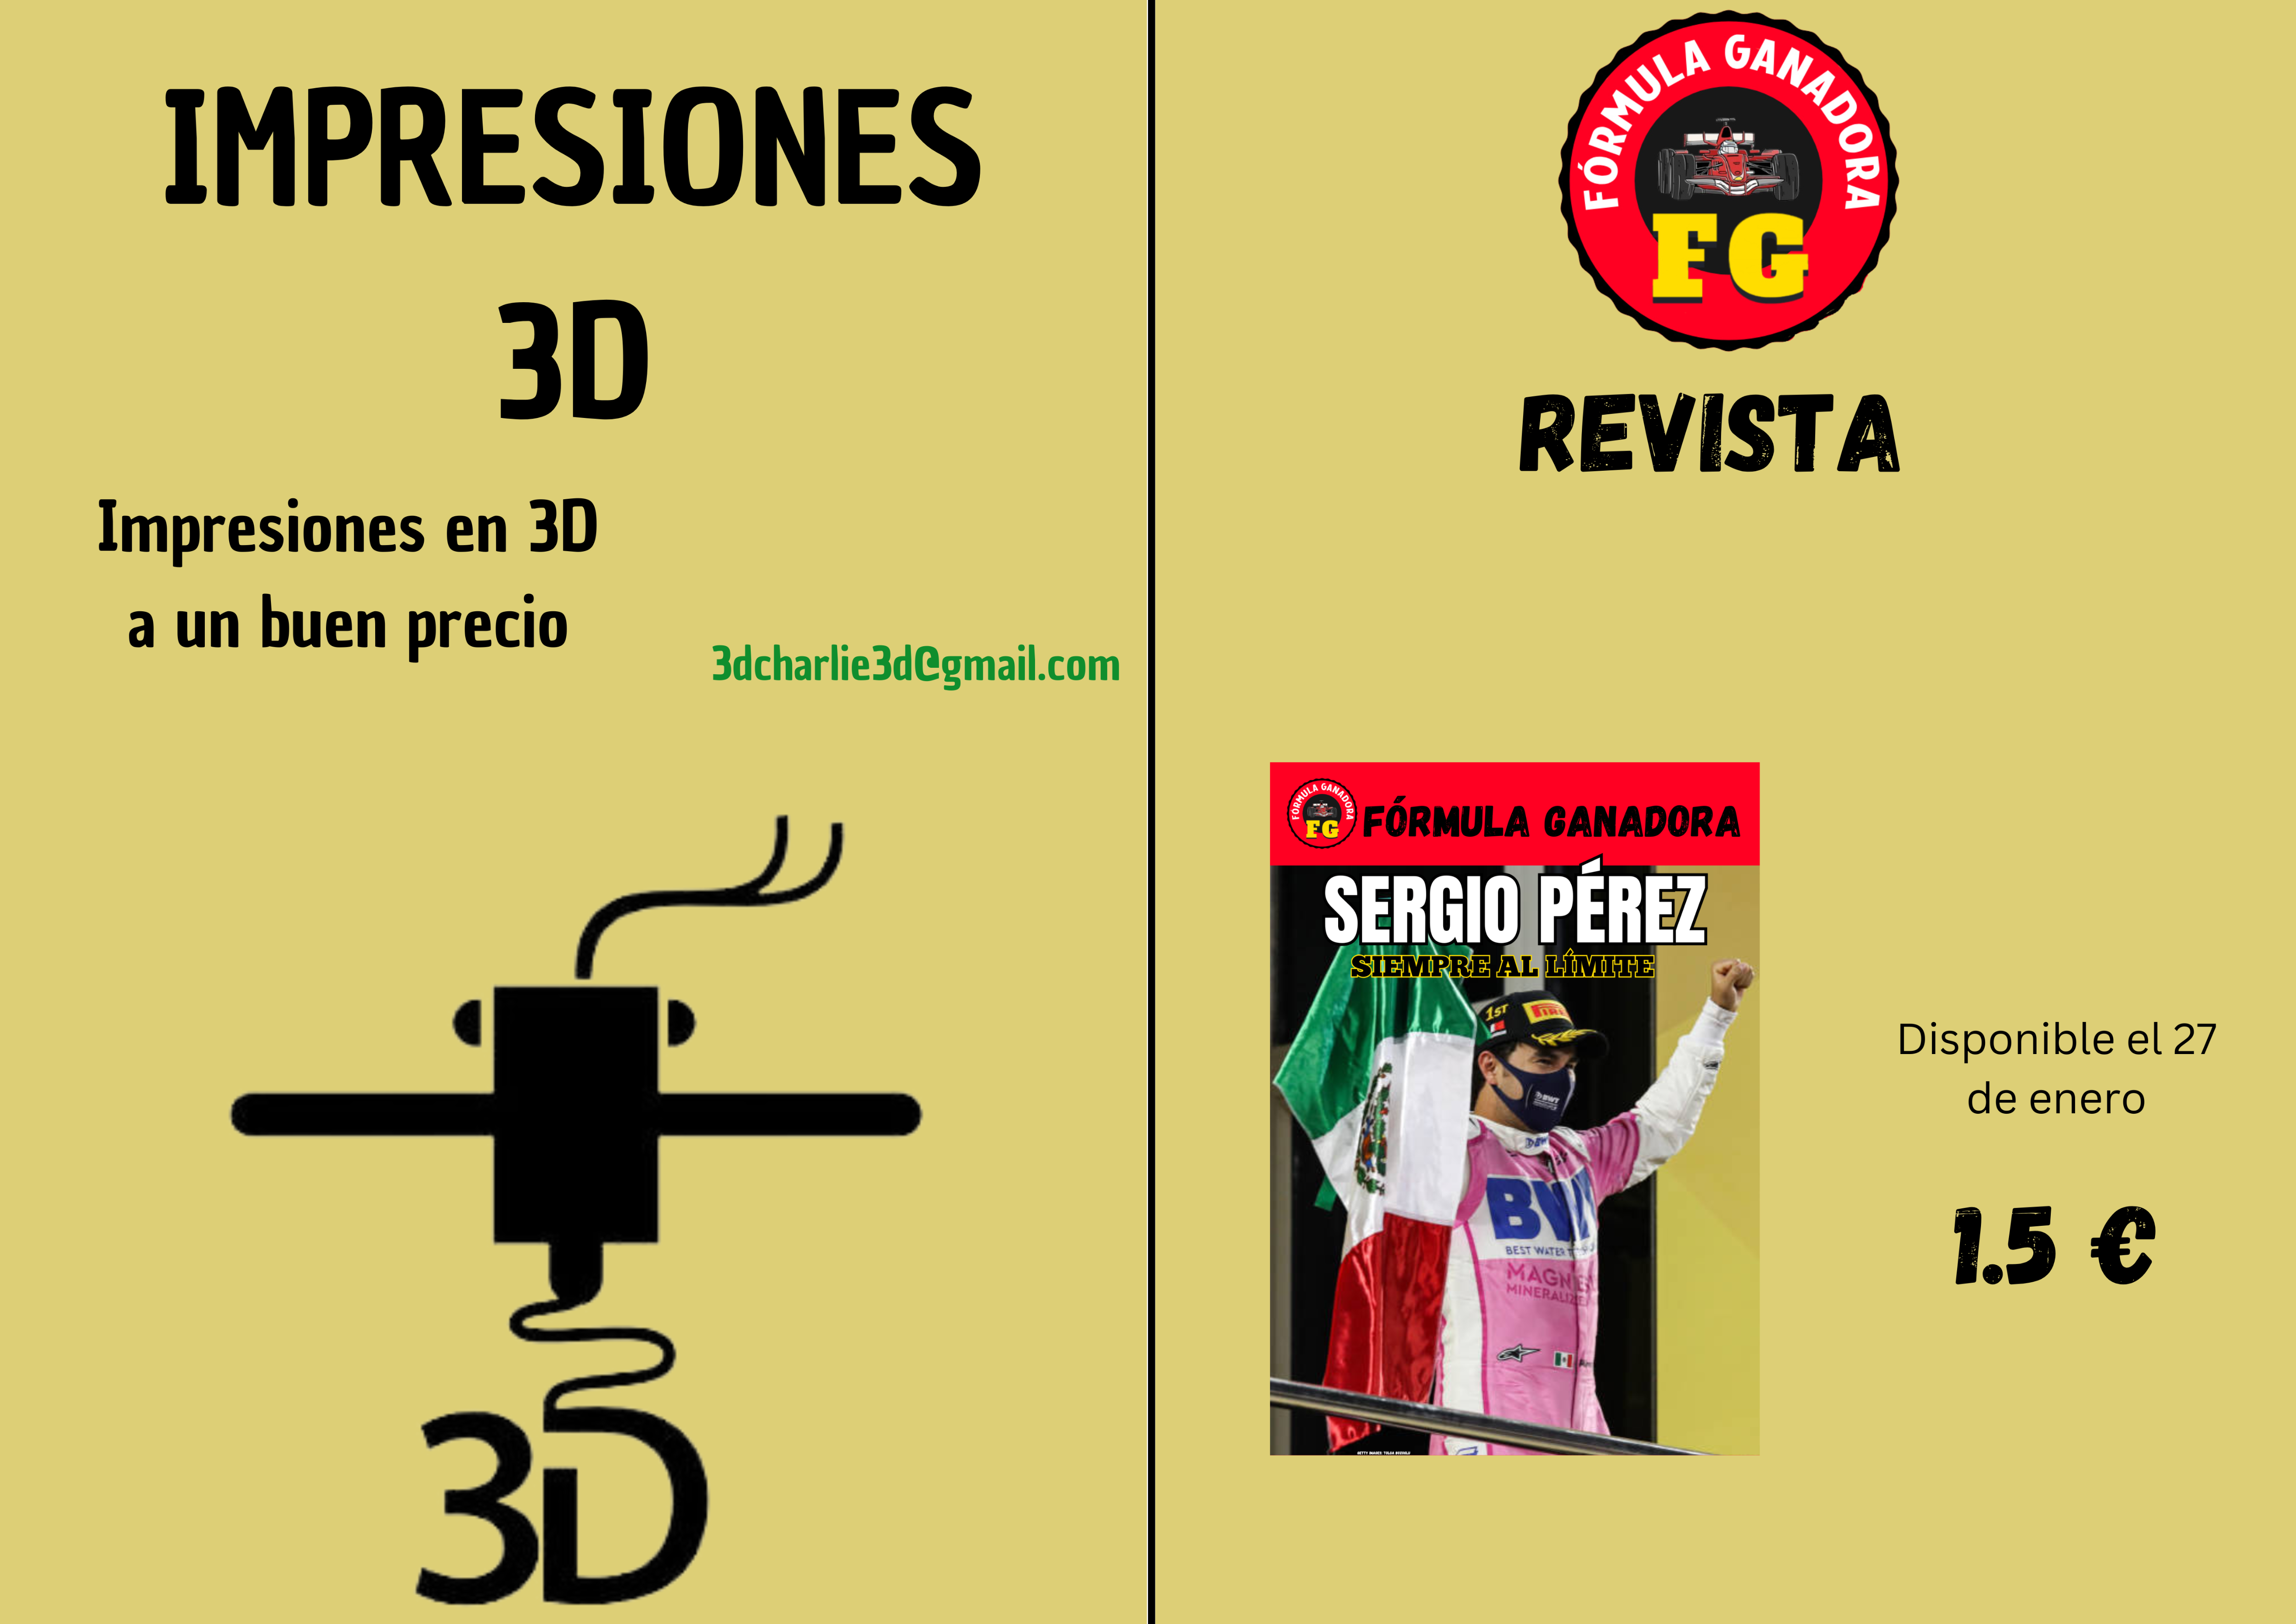 IMPRESIONES
3D
Impresiones en 3D
a un buen precio
3dcharlie3d@gmail.com
3D
FÓRMULA GANADORA
FG
REVISTA
FÓRMULA GANADORA
FG
FÓRMULA GANADORA
SERGIO PÉREZ
SIEMPRE AL LÍMITE
1ST
BWT
BEST WATER
Disponible el 27
de enero
1.5 €